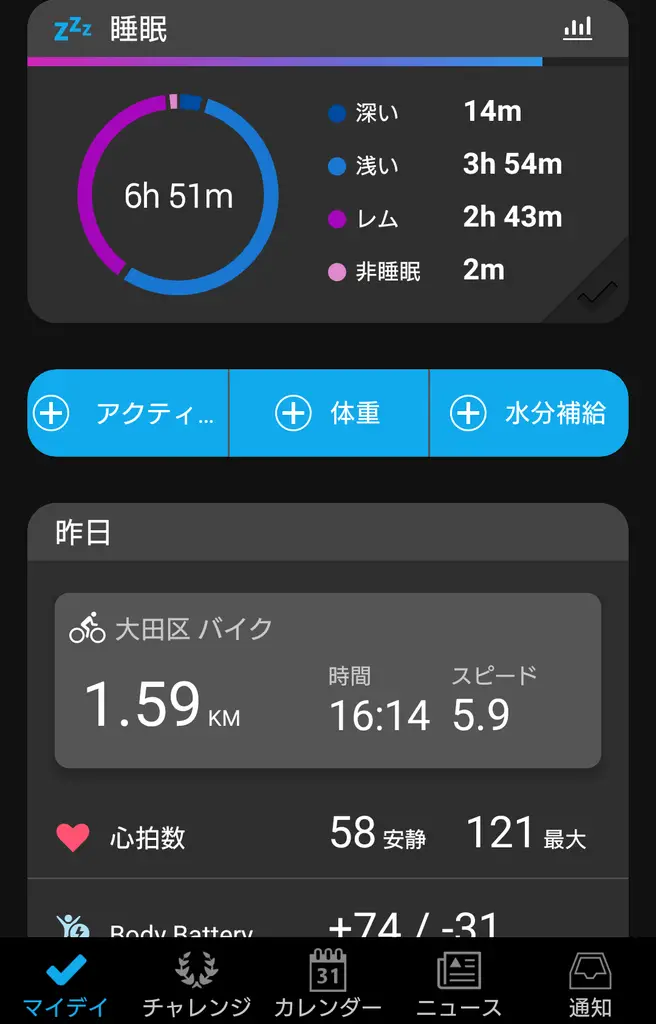 zzz 睡眠
6h 51m
深い 14m
浅い 3h 54m
レム 2h 43m
非睡眠 2m
アクティ... 体重 水分補給
昨日
大田区 バイク
時間 スピード
1.59 KM 16:14 5.9
心拍数 58 安静 121 最大
Body Battery +74 / -31
31
マイデイ チャレンジ カレンダー ニュース 通知